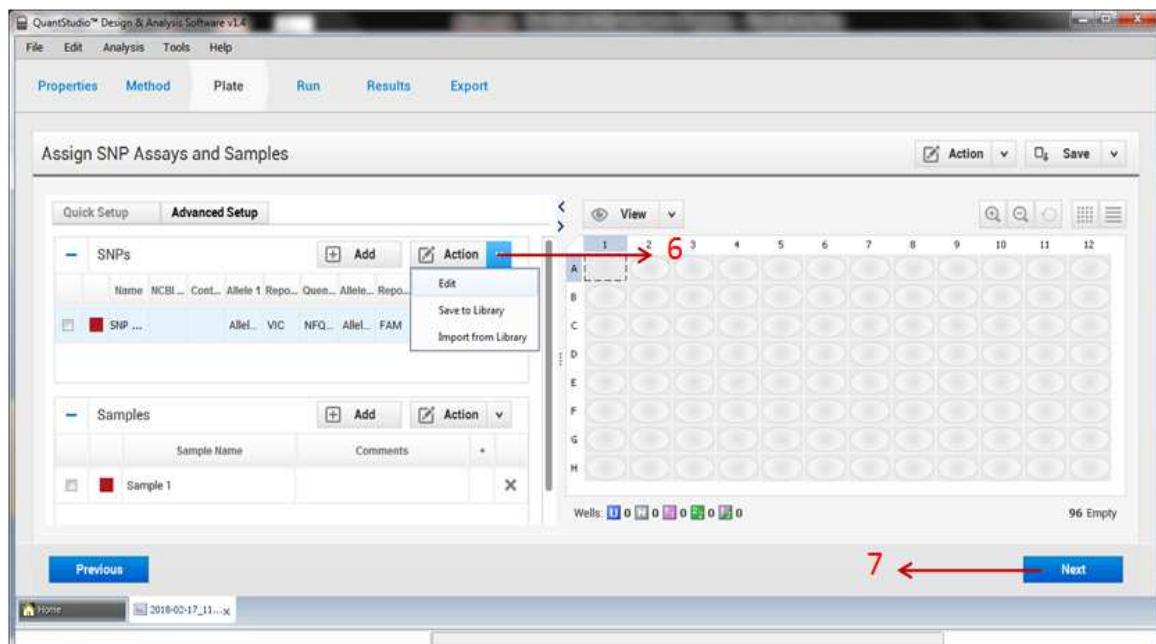 QuantStudio™ Design & Analysis Software v1.4
File Edit Analysis Tools Help
Properties Method Plate Run Results Export
Assign SNP Assays and Samples Action Save
Quick Setup Advanced Setup View
SNPs Add Action 6
1 2 3 4 5 6 7 8 9 10 11 12
Name NCBI ... Cont... Allele 1 Repo... Quen... Allele... Repo...
SNP ... Allel... VIC NFQ... Allel... FAM
Edit
Save to Library
Import from Library
A
B
C
D
E
F
G
H
Samples Add Action
Sample Name Comments
Sample 1
Wells: U 0 N 0 0 0 0 96 Empty
Previous 7 Next
Home 2018-02-17_11...x